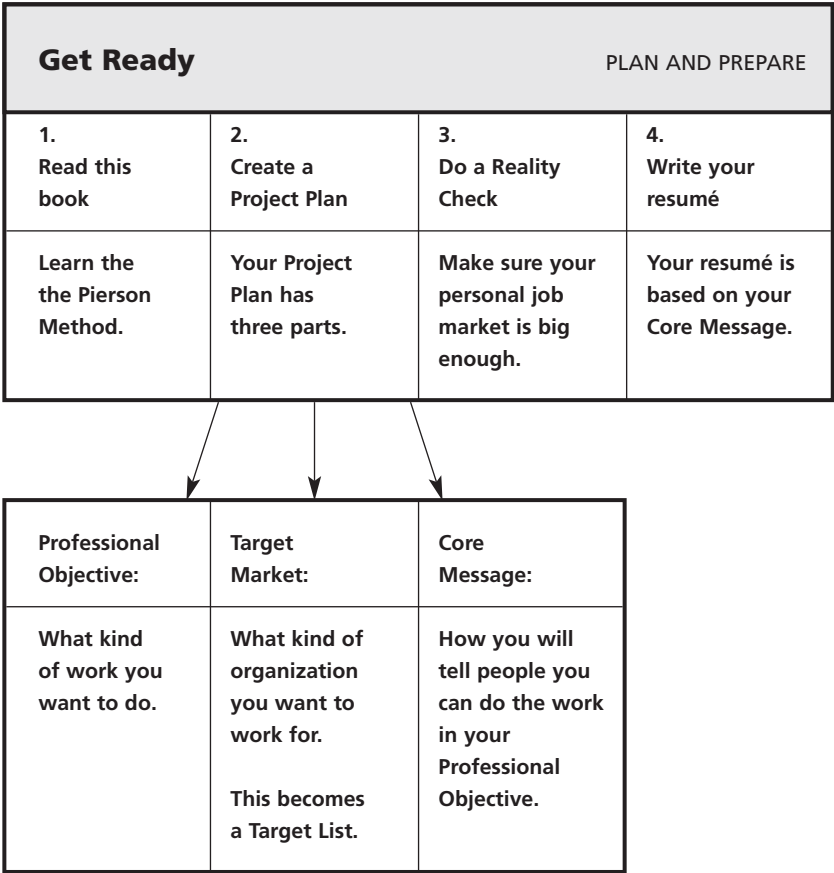 Get Ready
PLAN AND PREPARE
1.
Read this
book
2.
Create a
Project Plan
3.
Do a Reality
Check
4.
Write your
resumé
Learn the
the Pierson
Method.
Your Project
Plan has
three parts.
Make sure your
personal job
market is big
enough.
Your resumé is
based on your
Core Message.
Professional
Objective:
Target
Market:
Core
Message:
What kind
of work you
want to do.
What kind of
organization
you want to
work for.
This becomes
a Target List.
How you will
tell people you
can do the work
in your
Professional
Objective.